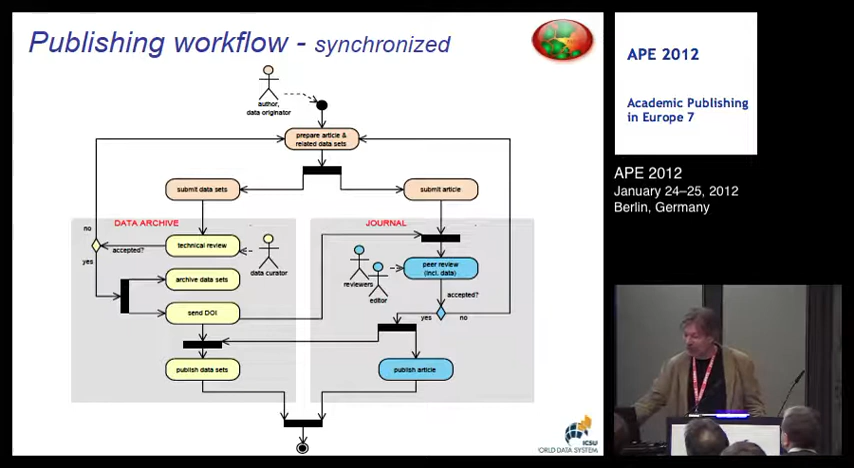 Publishing workflow - synchronized
author,
data originator
prepare article &
related data sets
submit data sets
submit article
DATA ARCHIVE
JOURNAL
no
accepted?
yes
technical review
data curator
archive data sets
send DOI
publish data sets
reviewers
editor
peer review
(incl. data)
accepted?
yes
no
publish article
ICSU
WORLD DATA SYSTEM
APE 2012
Academic Publishing
in Europe 7
APE 2012
January 24–25, 2012
Berlin, Germany